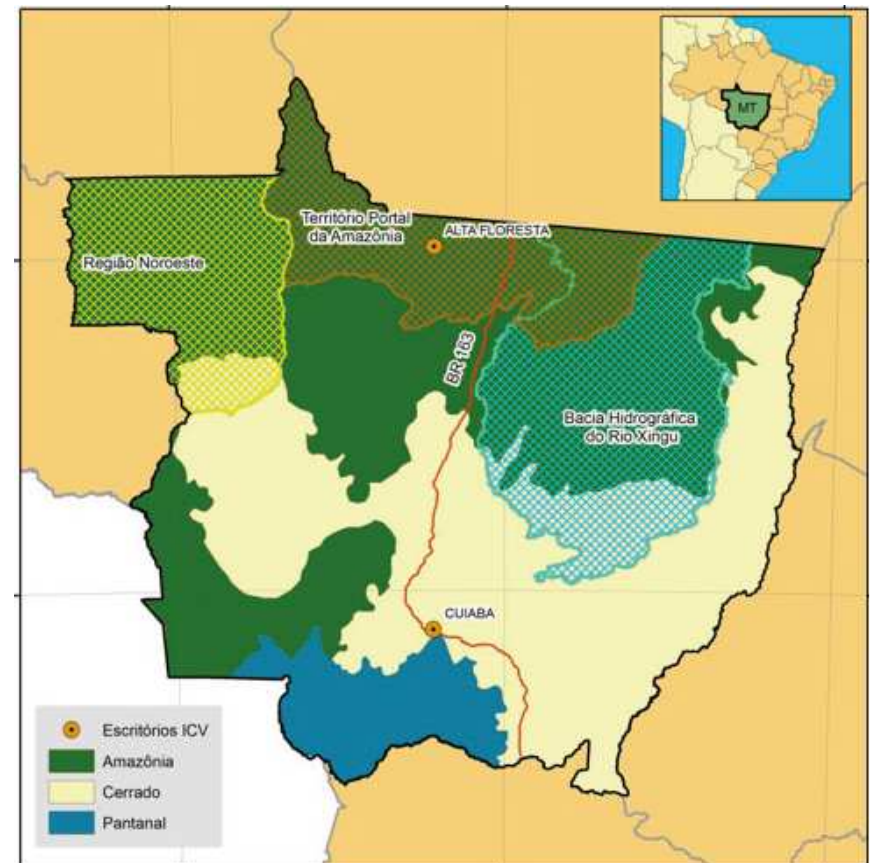 MT
Território Portal
da Amazônia
ALTA FLORESTA
Região Noroeste
BR 163
Bacia Hidrográfica
do Rio Xingu
CUIABA
Escritórios ICV
Amazônia
Cerrado
Pantanal